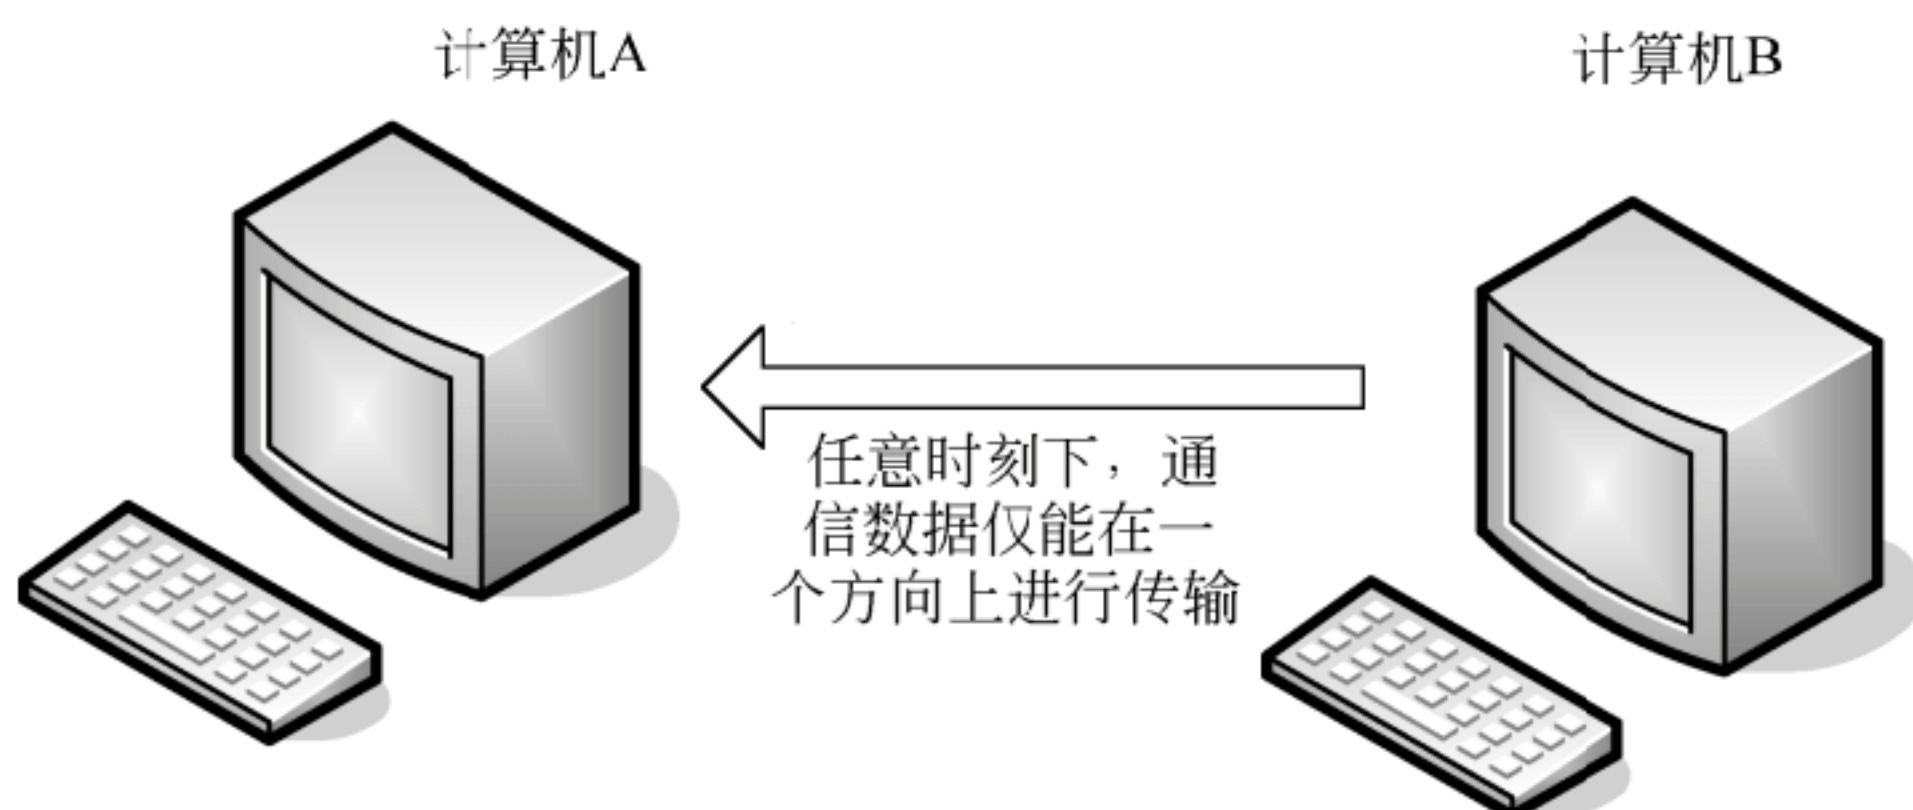 计算机A
计算机B
任意时刻下，通
信数据仅能在一
个方向上进行传输